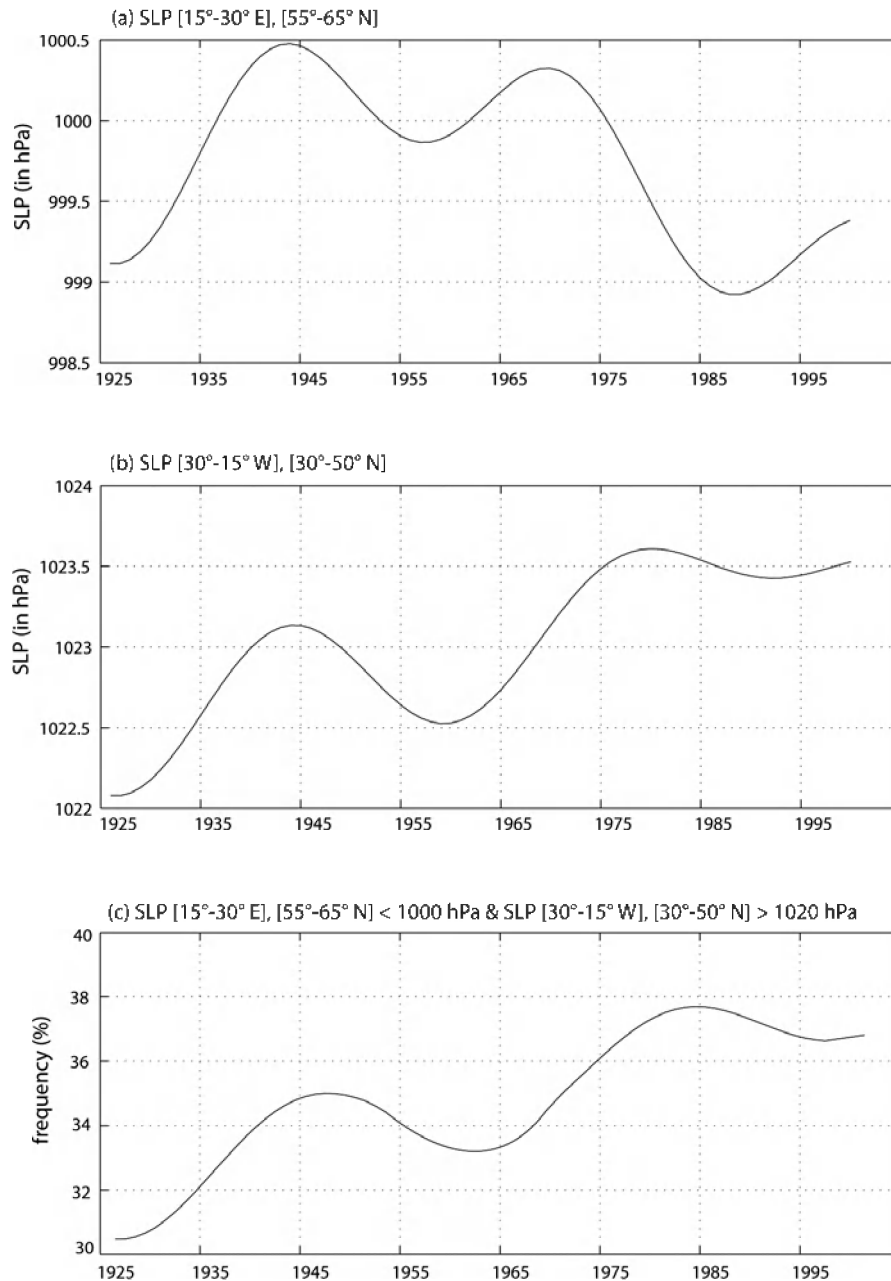 (a) SLP [15°-30° E], [55°-65° N]
1000.5
1000
999.5
999
998.5
SLP (in hPa)
1925 1935 1945 1955 1965 1975 1985 1995
(b) SLP [30°-15° W], [30°-50° N]
1024
1023.5
1023
1022.5
1022
SLP (in hPa)
1925 1935 1945 1955 1965 1975 1985 1995
(c) SLP [15°-30° E], [55°-65° N] < 1000 hPa & SLP [30°-15° W], [30°-50° N] > 1020 hPa
40
38
36
34
32
30
frequency (%)
1925 1935 1945 1955 1965 1975 1985 1995